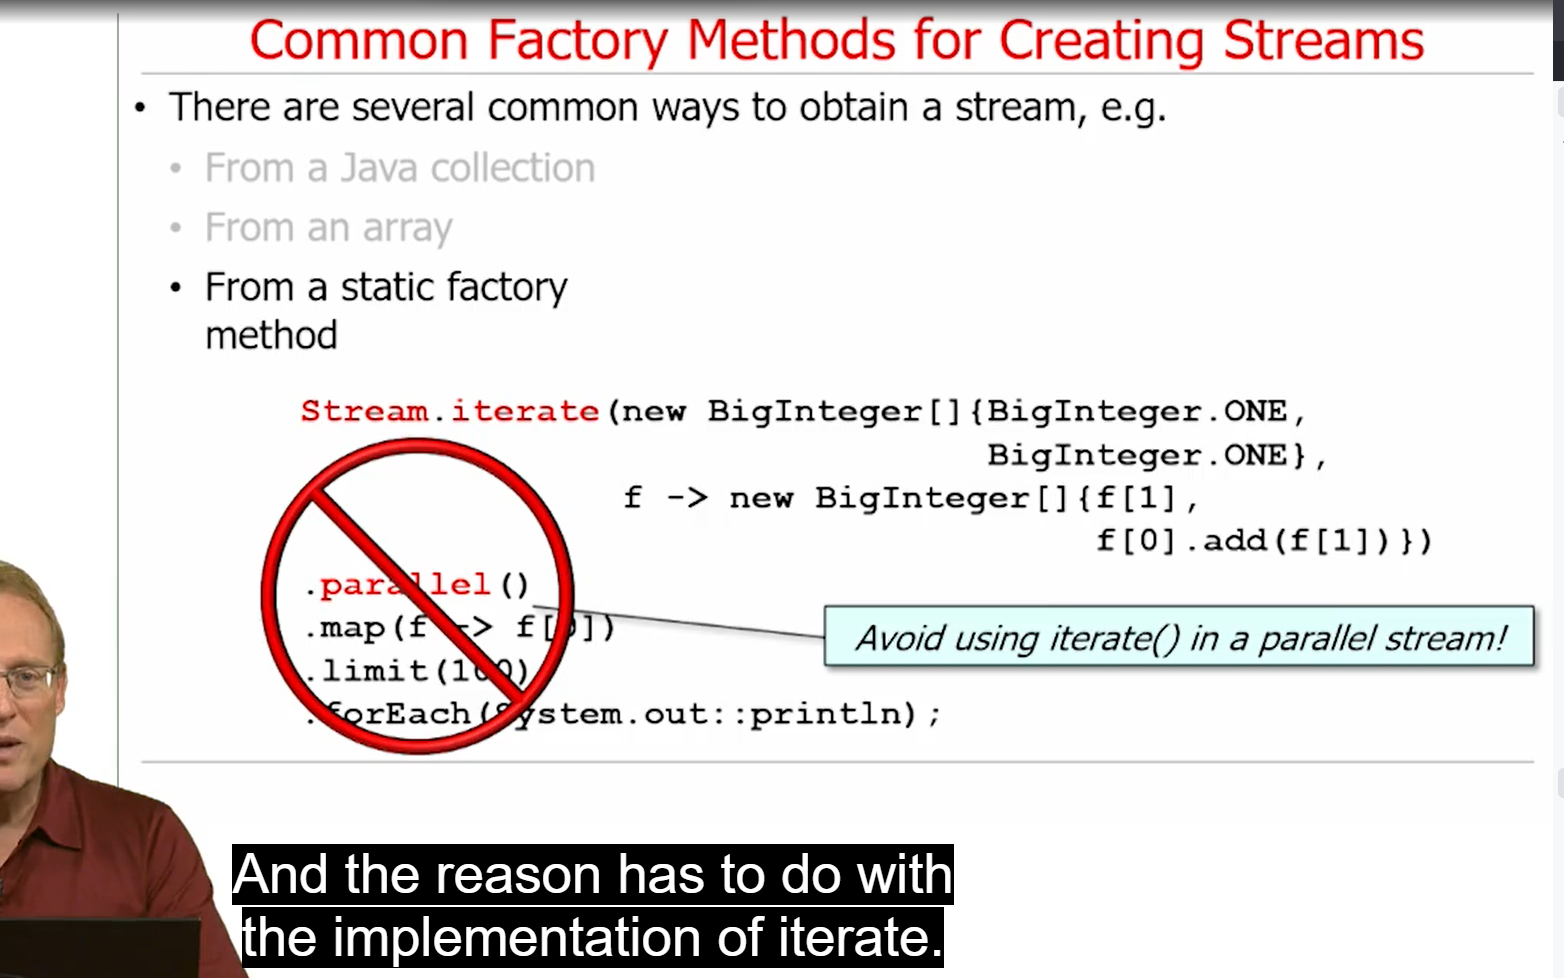 Common Factory Methods for Creating Streams
• There are several common ways to obtain a stream, e.g.
• From a Java collection
• From an array
• From a static factory
method
Stream.iterate(new BigInteger[]{BigInteger.ONE,
BigInteger.ONE},
f -> new BigInteger[]{f[1],
f[0].add(f[1])})
.parallel()
.map(f -> f[0])
.limit(100)
.forEach(System.out::println);
Avoid using iterate() in a parallel stream!
And the reason has to do with
the implementation of iterate.